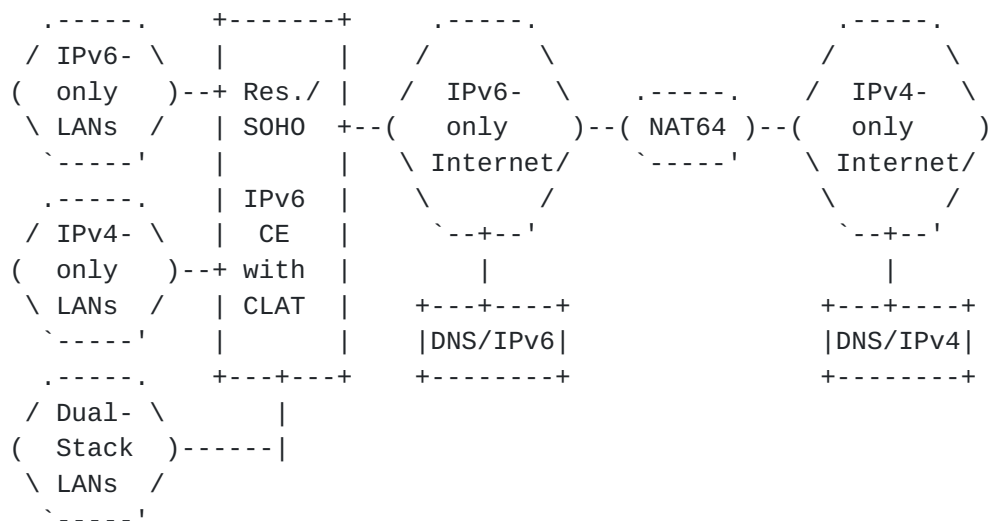 IPv6-
only
LANs
Res./
SOHO
IPv6
CE
with
CLAT
IPv6-
only
Internet
NAT64
IPv4-
only
Internet
IPv4-
only
LANs
DNS/IPv6
DNS/IPv4
Dual-
Stack
LANs